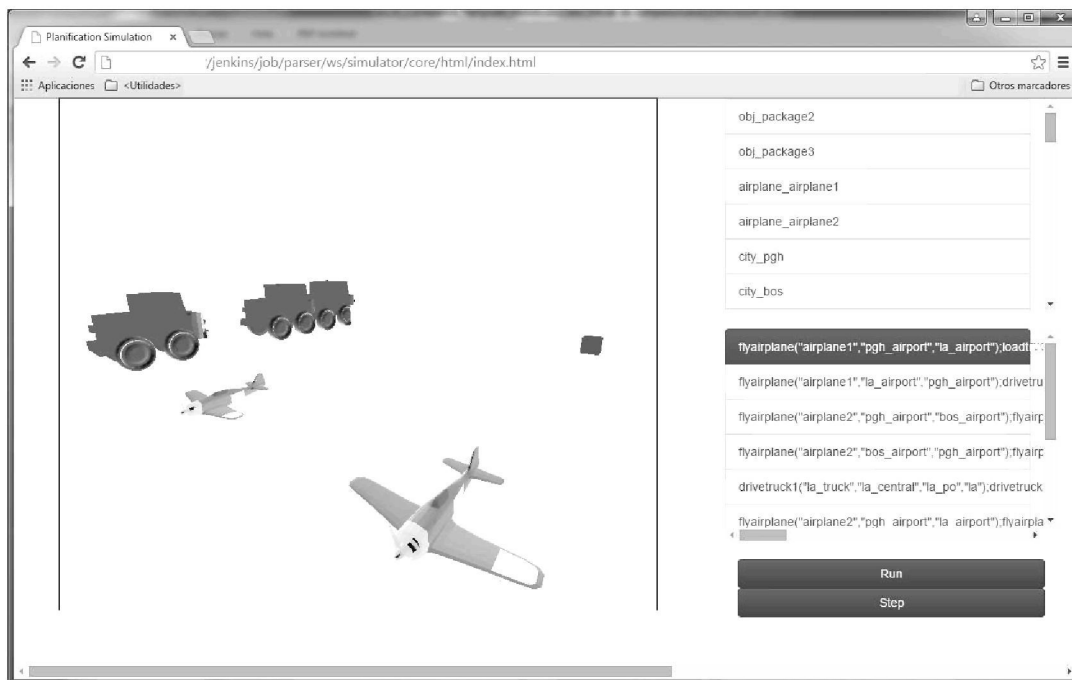 Planification Simulation
/jenkins/job/parser/ws/simulator/core/html/index.html
Aplicaciones <Utilidades> Otros marcadores
obj_package2
obj_package3
airplane_airplane1
airplane_airplane2
city_pgh
city_bos
flyairplane("airplane1","pgh_airport","la_airport");loadtr
flyairplane("airplane1","la_airport","pgh_airport");drivetru
flyairplane("airplane2","pgh_airport","bos_airport");flyairp
flyairplane("airplane2","bos_airport","pgh_airport");flyairp
drivetruck1("la_truck","la_central","la_po","la");drivetruck
flyairplane("airplane2","pgh_airport","la_airport");flyairpla
Run
Step